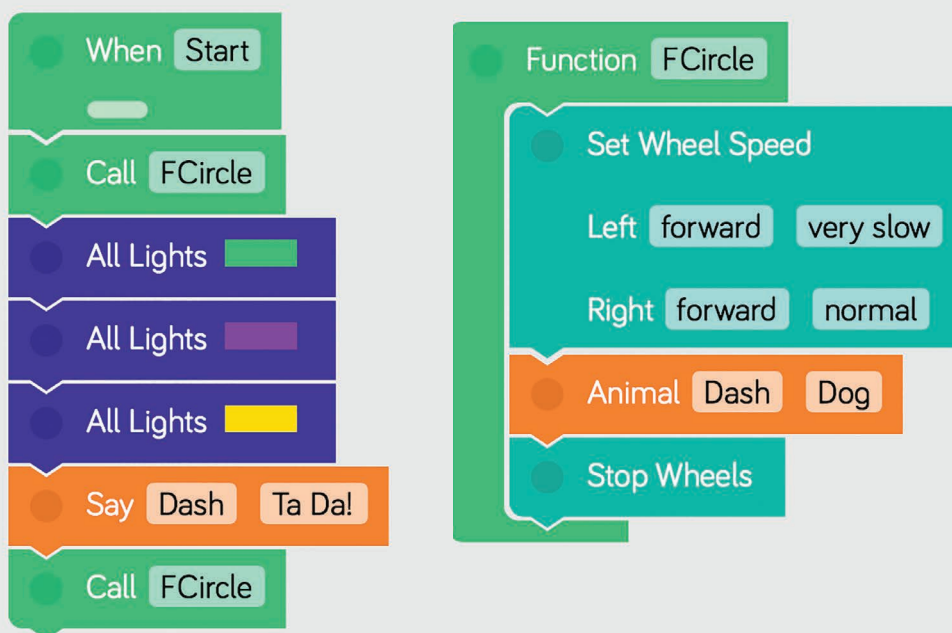 When Start
Call FCircle
All Lights
All Lights
All Lights
Say Dash Ta Da!
Call FCircle
Function FCircle
Set Wheel Speed
Left forward very slow
Right forward normal
Animal Dash Dog
Stop Wheels